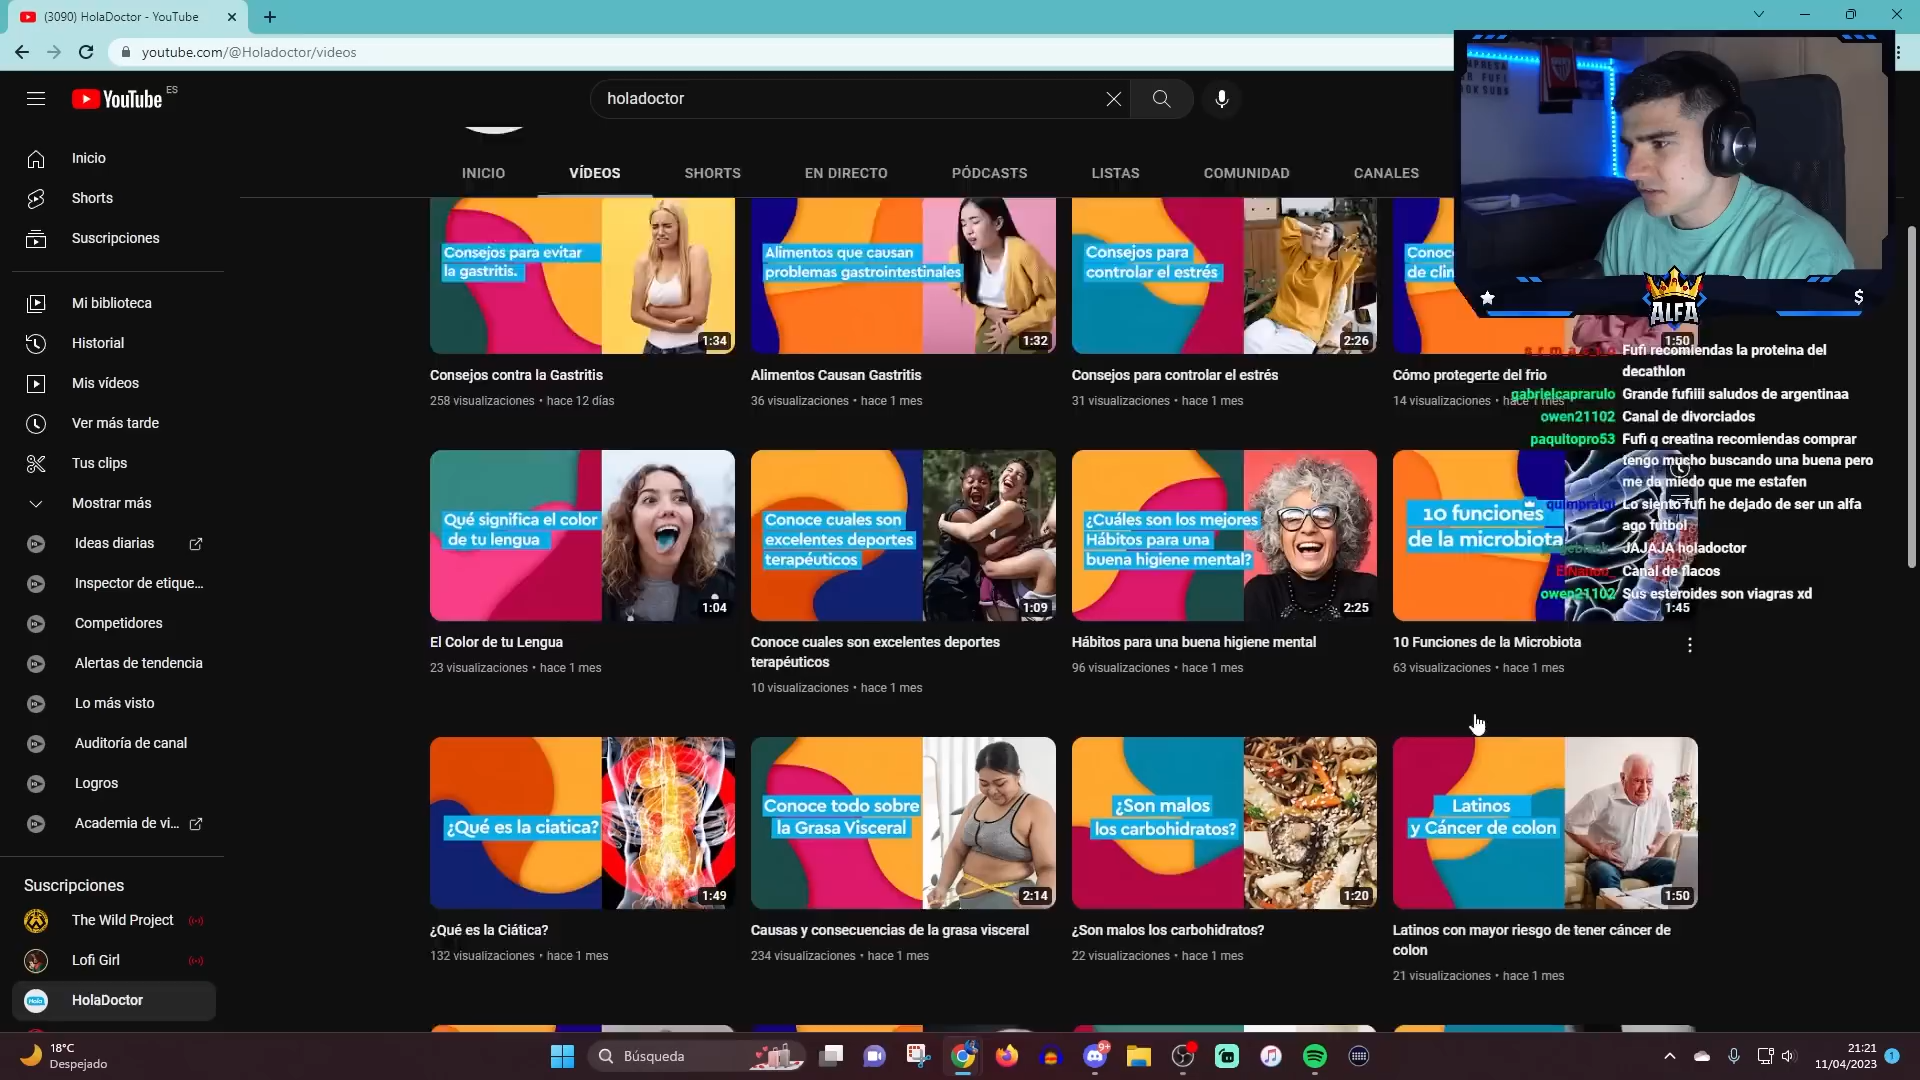 (3090) HolaDoctor - YouTube
youtube.com/@Holadoctor/videos
YouTube ES
holadoctor
INICIO
VÍDEOS
SHORTS
EN DIRECTO
PÓDCASTS
LISTAS
COMUNIDAD
CANALES
Inicio
Shorts
Suscripciones
Mi biblioteca
Historial
Mis vídeos
Ver más tarde
Tus clips
Mostrar más
Ideas diarias
Inspector de etique...
Competidores
Alertas de tendencia
Lo más visto
Auditoría de canal
Logros
Academia de vi...
Suscripciones
The Wild Project
Lofi Girl
HolaDoctor
Consejos para evitar
la gastritis.
1:34
Consejos contra la Gastritis
258 visualizaciones • hace 12 días
Alimentos que causan
problemas gastrointestinales
1:32
Alimentos Causan Gastritis
36 visualizaciones • hace 1 mes
Consejos para
controlar el estrés
2:26
Consejos para controlar el estrés
31 visualizaciones • hace 1 mes
Conoc
de clim
1:50
Cómo protegerte del frio
14 visualizaciones • hace 1 mes
Qué significa el color
de tu lengua
1:04
El Color de tu Lengua
23 visualizaciones • hace 1 mes
Conoce cuales son
excelentes deportes
terapéuticos
1:09
Conoce cuales son excelentes deportes
terapéuticos
10 visualizaciones • hace 1 mes
¿Cuáles son los mejores
Hábitos para una
buena higiene mental?
2:25
Hábitos para una buena higiene mental
96 visualizaciones • hace 1 mes
10 funciones
de la microbiota
1:45
10 Funciones de la Microbiota
63 visualizaciones • hace 1 mes
¿Qué es la ciatica?
1:49
¿Qué es la Ciática?
132 visualizaciones • hace 1 mes
Conoce todo sobre
la Grasa Visceral
2:14
Causas y consecuencias de la grasa visceral
234 visualizaciones • hace 1 mes
¿Son malos
los carbohidratos?
1:20
¿Son malos los carbohidratos?
22 visualizaciones • hace 1 mes
Latinos
y Cáncer de colon
1:50
Latinos con mayor riesgo de tener cáncer de
colon
21 visualizaciones • hace 1 mes
ALFA
$
Fufi recomiendas la proteina del
decathlon
gabrielcaprarulo Grande fufiiii saludos de argentinaa
owen21102 Canal de divorciados
paquitopro53 Fufi q creatina recomiendas comprar
tengo mucho buscando una buena pero
me da miedo que me estafen
Lo siento fufi he dejado de ser un alfa
ago futbol
JAJAJA holadoctor
Canal de flacos
owen21102 Sus esteroides son viagras xd
18°C
Despejado
Búsqueda
9+
21:21
11/04/2023
1